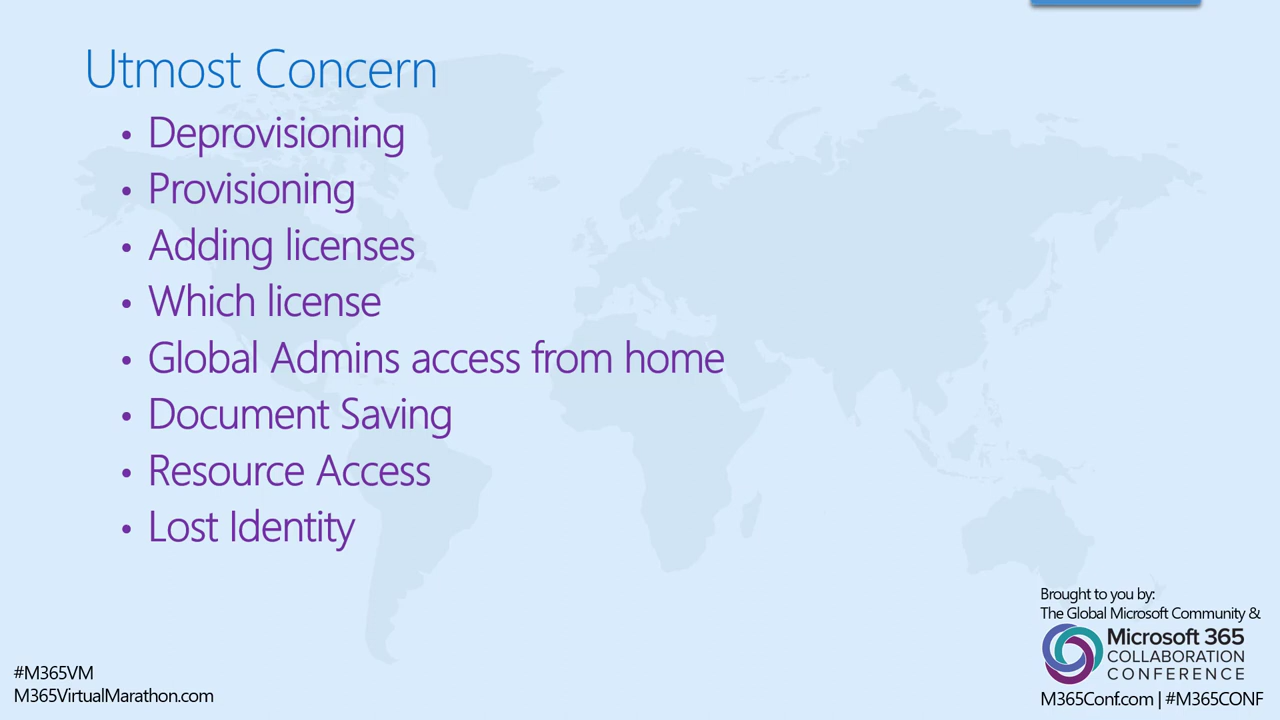 Utmost Concern
• Deprovisioning
• Provisioning
• Adding licenses
• Which license
• Global Admins access from home
• Document Saving
• Resource Access
• Lost Identity
Brought to you by:
The Global Microsoft Community &
Microsoft 365
COLLABORATION
CONFERENCE
M365Conf.com | #M365CONF
#M365VM
M365VirtualMarathon.com